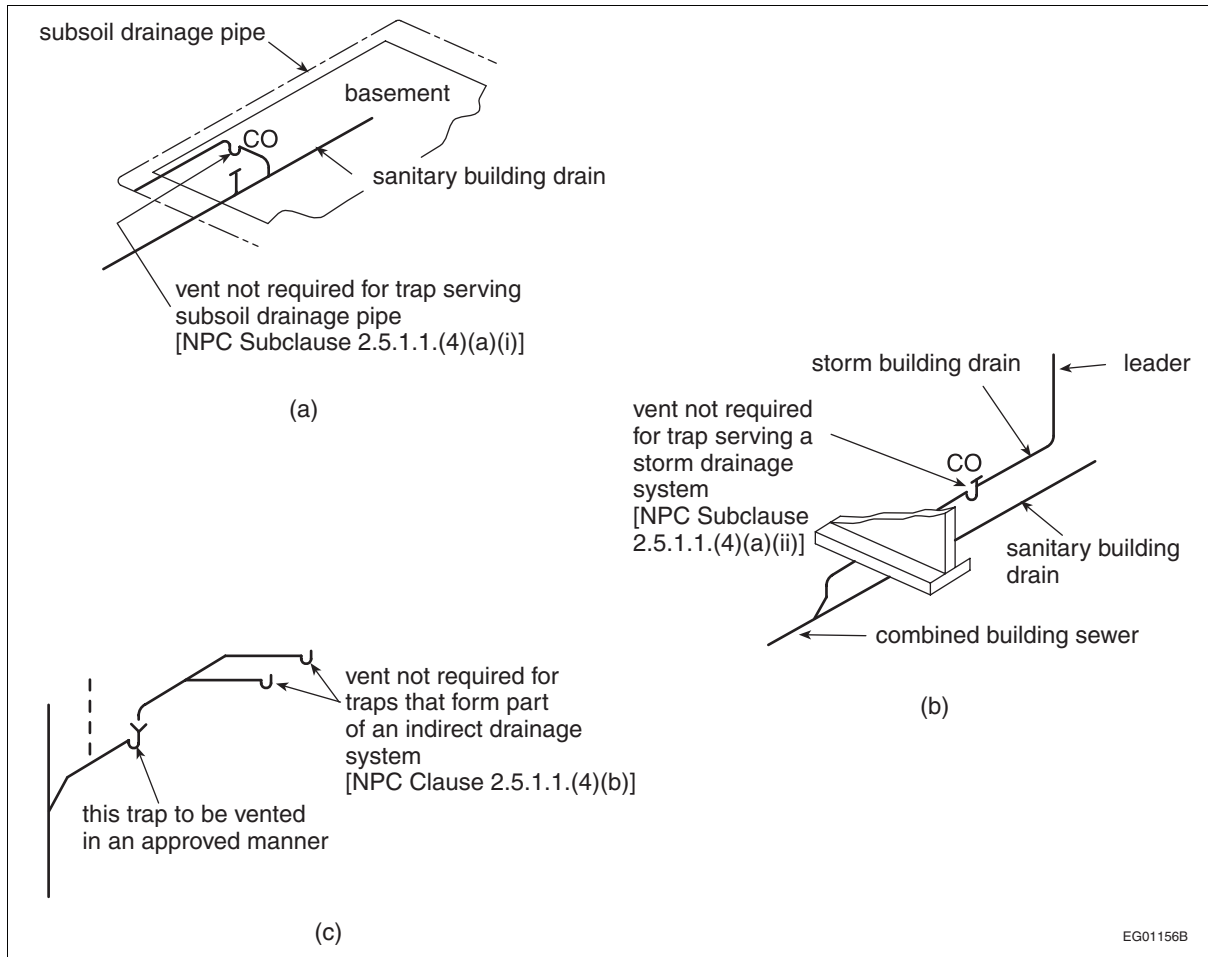 subsoil drainage pipe
basement
CO
sanitary building drain
vent not required for trap serving
subsoil drainage pipe
[NPC Subclause 2.5.1.1.(4)(a)(i)]
(a)
storm building drain
leader
vent not required
for trap serving a
storm drainage
system
[NPC Subclause
2.5.1.1.(4)(a)(ii)]
CO
sanitary building
drain
combined building sewer
(b)
vent not required for
traps that form part
of an indirect drainage
system
[NPC Clause 2.5.1.1.(4)(b)]
this trap to be vented
in an approved manner
(c)
EG01156B